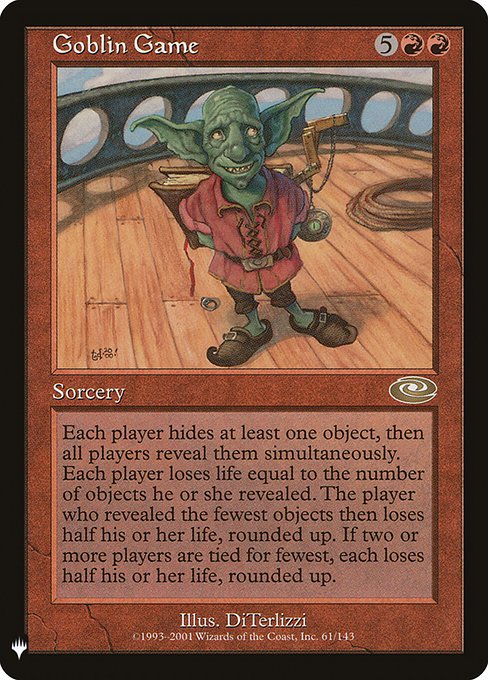 Goblin Game 5
Sorcery
Each player hides at least one object, then
all players reveal them simultaneously.
Each player loses life equal to the number
of objects he or she revealed. The player
who revealed the fewest objects then loses
half his or her life, rounded up. If two or
more players are tied for fewest, each loses
half his or her life, rounded up.
Illus. DiTerlizzi
©1993–2001 Wizards of the Coast, Inc. 61/143